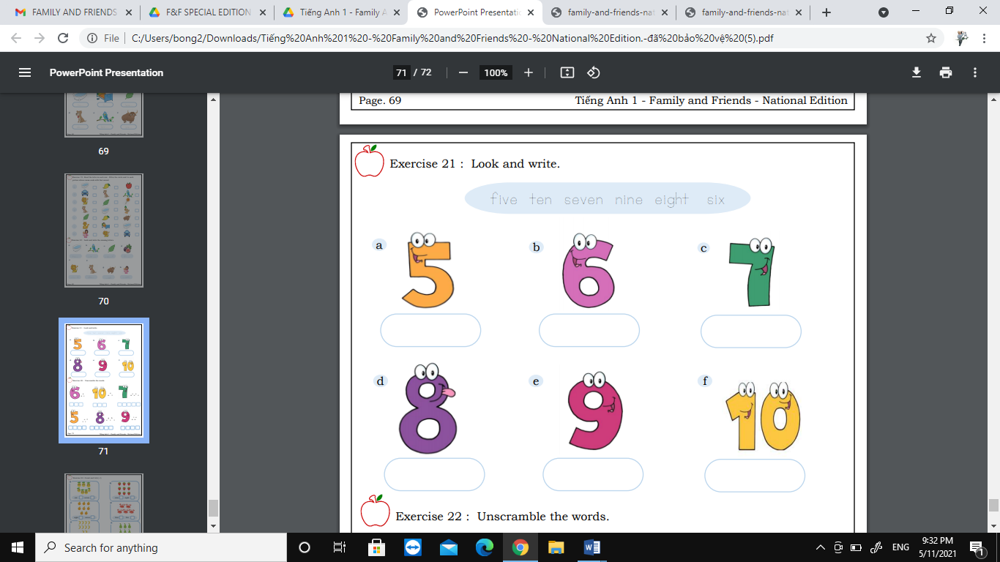 FAMILY AND FRIENDS
F&F SPECIAL EDITION
Tiếng Anh 1 - Family A
PowerPoint Presentatio
family-and-friends-nat
family-and-friends-nat
File
C:/Users/bong2/Downloads/Tiếng%20Anh%201%20-%20Family%20and%20Friends%20-%20National%20Edition.-đã%20bảo%20vệ%20(5).pdf
PowerPoint Presentation
71 / 72
100%
69
70
71
Page. 69
Tiếng Anh 1 - Family and Friends - National Edition
Exercise 21 : Look and write.
five ten seven nine eight six
a 5
b 6
c 7
d 8
e 9
f 10
Exercise 22 : Unscramble the words.
Search for anything
ENG
9:32 PM
5/11/2021
1